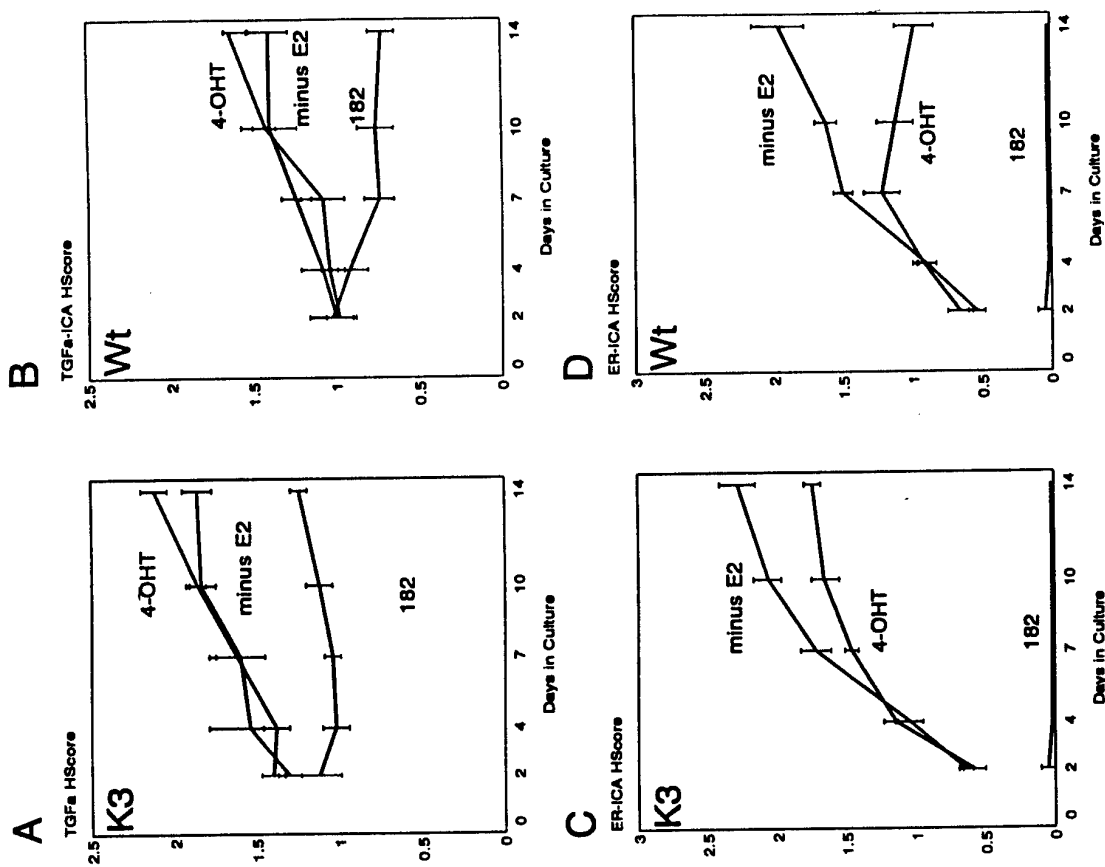 A
TGFa HScore
K3
2.5
2
1.5
1
0.5
0
4-OHT
minus E2
182
0 2 4 7 10 14
Days in Culture
B
TGFa-ICA HScore
Wt
2.5
2
1.5
1
0.5
0
4-OHT
minus E2
182
0 2 4 7 10 14
Days in Culture
C
ER-ICA HScore
K3
3
2.5
2
1.5
1
0.5
0
minus E2
4-OHT
182
0 2 4 7 10 14
Days in Culture
D
ER-ICA HScore
Wt
3
2.5
2
1.5
1
0.5
0
minus E2
4-OHT
182
0 2 4 7 10 14
Days in Culture